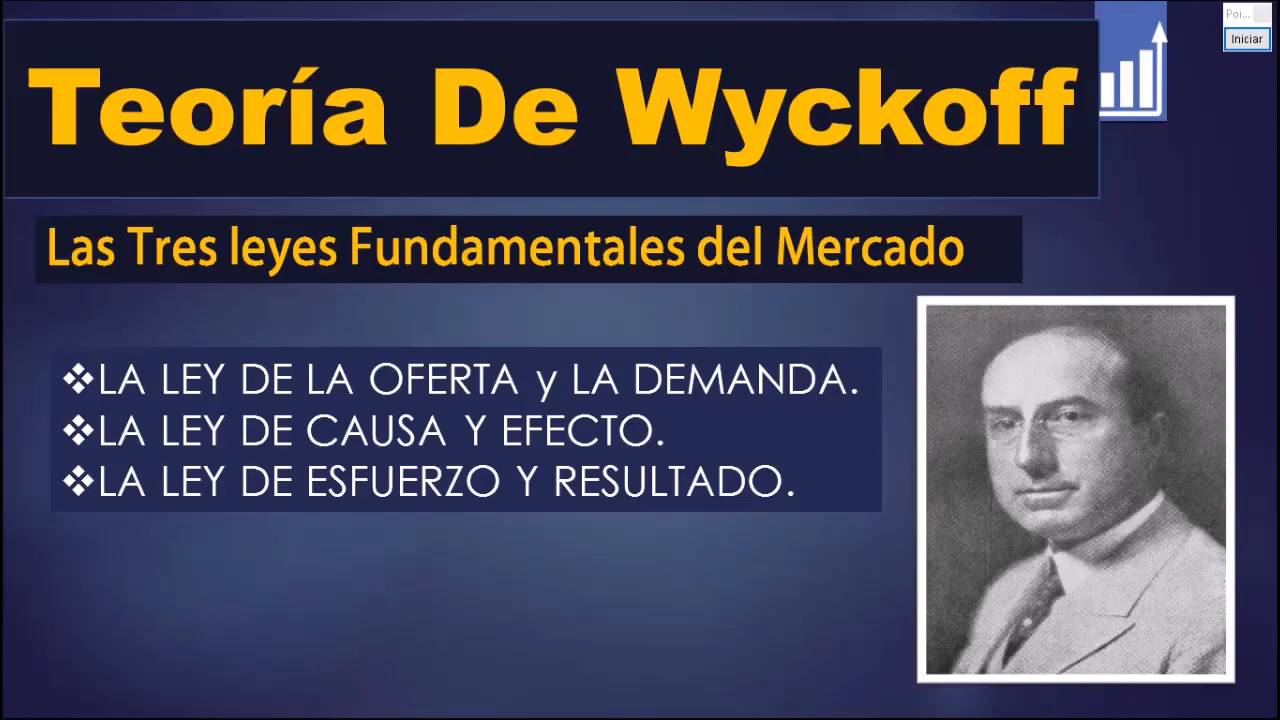 Teoría De Wyckoff
Poi...
Iniciar
Las Tres leyes Fundamentales del Mercado
❖LA LEY DE LA OFERTA y LA DEMANDA.
❖LA LEY DE CAUSA Y EFECTO.
❖LA LEY DE ESFUERZO Y RESULTADO.